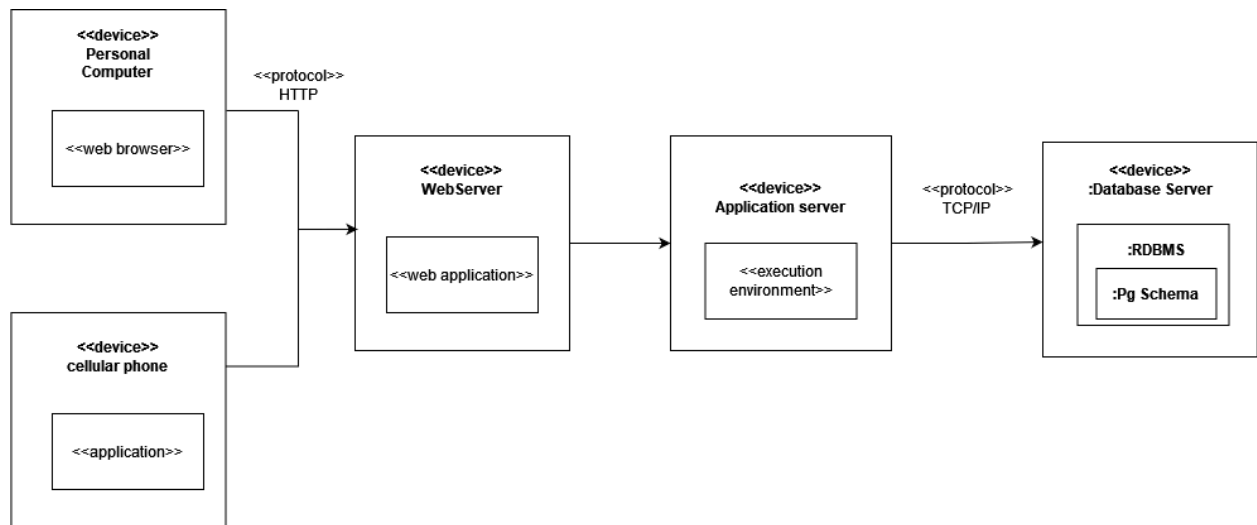 <<device>>
Personal
Computer
<<web browser>>
<<protocol>>
HTTP
<<device>>
cellular phone
<<application>>
<<device>>
WebServer
<<web application>>
<<device>>
Application server
<<execution
environment>>
<<protocol>>
TCP/IP
<<device>>
:Database Server
:RDBMS
:Pg Schema